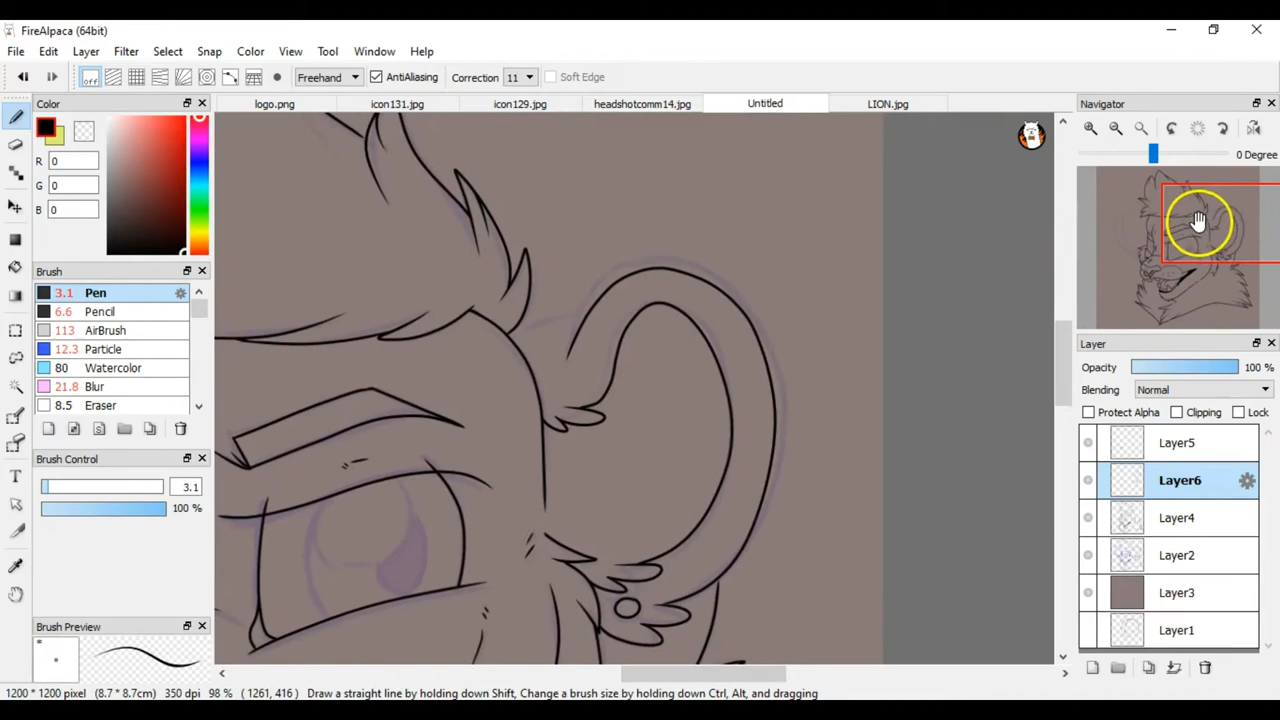 FireAlpaca (64bit)
File Edit Layer Filter Select Snap Color View Tool Window Help
off Freehand AntiAliasing Correction 11 Soft Edge
Color logo.png icon131.jpg icon129.jpg headshotcomm14.jpg Untitled LION.jpg Navigator
0 Degree
R 0
G 0
B 0
Brush
3.1 Pen
6.6 Pencil
113 AirBrush
12.3 Particle
80 Watercolor
21.8 Blur
8.5 Eraser
Brush Control
3.1
100 %
Brush Preview
Layer
Opacity 100 %
Blending Normal
Protect Alpha Clipping Lock
Layer5
Layer6
Layer4
Layer2
Layer3
Layer1
1200 * 1200 pixel (8.7 * 8.7cm) 350 dpi 98 % ( 1261, 416 ) Draw a straight line by holding down Shift, Change a brush size by holding down Ctrl, Alt, and dragging